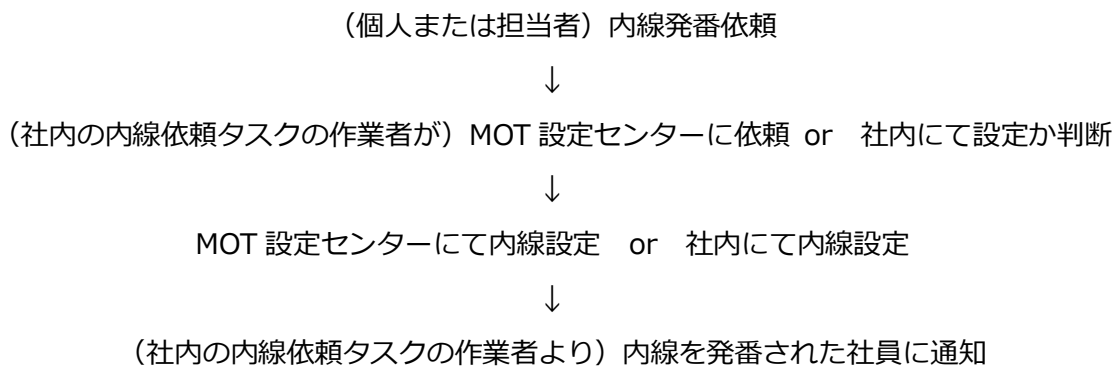 （個人または担当者）内線発番依頼
↓
（社内の内線依頼タスクの作業者が）MOT 設定センターに依頼 or　社内にて設定か判断
↓
MOT 設定センターにて内線設定　or　社内にて内線設定
↓
（社内の内線依頼タスクの作業者より）内線を発番された社員に通知